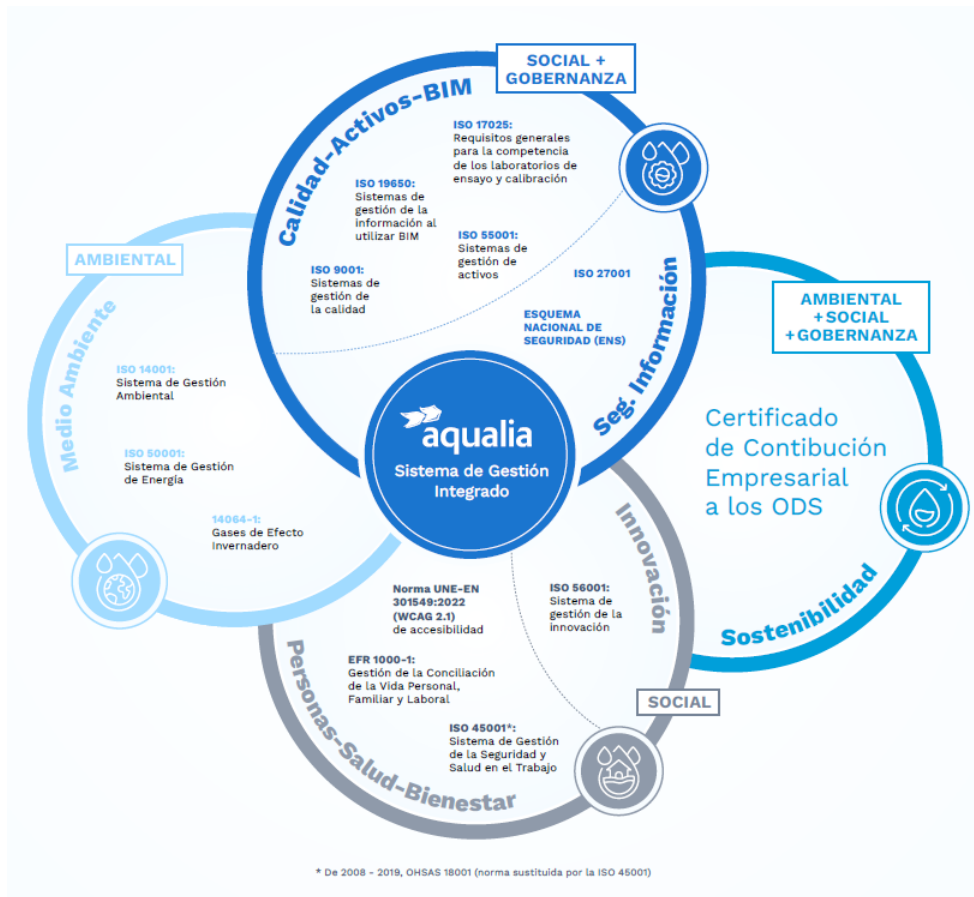 SOCIAL +
GOBERNANZA
Calidad-Activos-BIM
ISO 17025:
Requisitos generales
para la competencia
de los laboratorios de
ensayo y calibración
ISO 19650:
Sistemas de
gestión de la
información al
utilizar BIM
ISO 55001:
Sistemas de
gestión de
activos
ISO 9001:
Sistemas de
gestión de
la calidad
ISO 27001
ESQUEMA
NACIONAL DE
SEGURIDAD (ENS)
Seg. Información
AMBIENTAL
Medio Ambiente
ISO 14001:
Sistema de Gestión
Ambiental
ISO 50001:
Sistema de Gestión
de Energía
14064-1:
Gases de Efecto
Invernadero
aqualia
Sistema de Gestión
Integrado
AMBIENTAL
+SOCIAL
+GOBERNANZA
Certificado
de Contibución
Empresarial
a los ODS
Sostenibilidad
Innovación
ISO 56001:
Sistema de
gestión de la
innovación
Norma UNE-EN
301549:2022
(WCAG 2.1)
de accesibilidad
EFR 1000-1:
Gestión de la Conciliación
de la Vida Personal,
Familiar y Laboral
ISO 45001*:
Sistema de Gestión
de la Seguridad y
Salud en el Trabajo
SOCIAL
Personas-Salud-Bienestar
* De 2008 - 2019, OHSAS 18001 (norma sustituida por la ISO 45001)